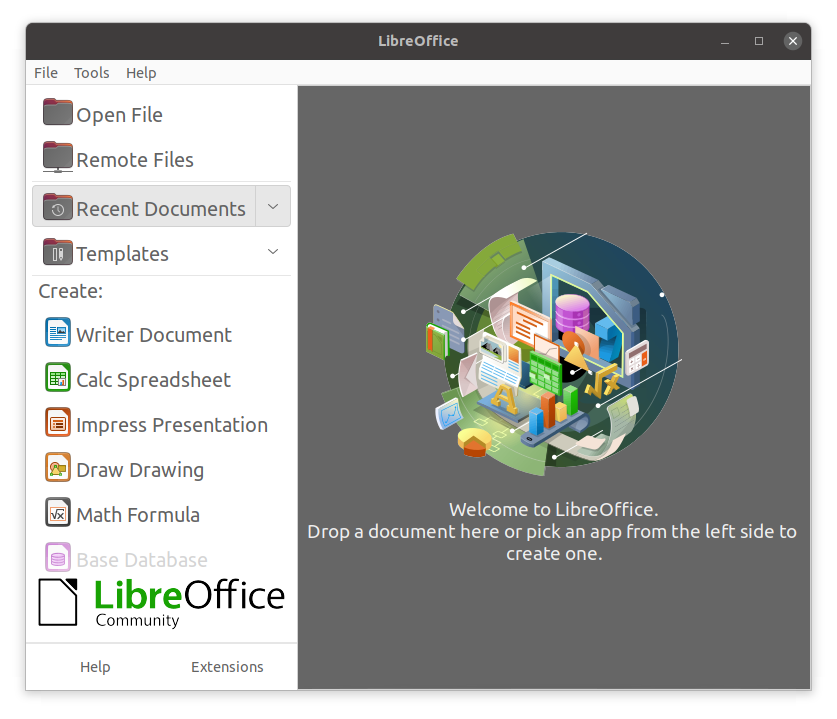 LibreOffice
File Tools Help
Open File
Remote Files
Recent Documents
Templates
Create:
Writer Document
Calc Spreadsheet
Impress Presentation
Draw Drawing
Math Formula
Base Database
LibreOffice
Community
Help Extensions
Welcome to LibreOffice.
Drop a document here or pick an app from the left side to
create one.